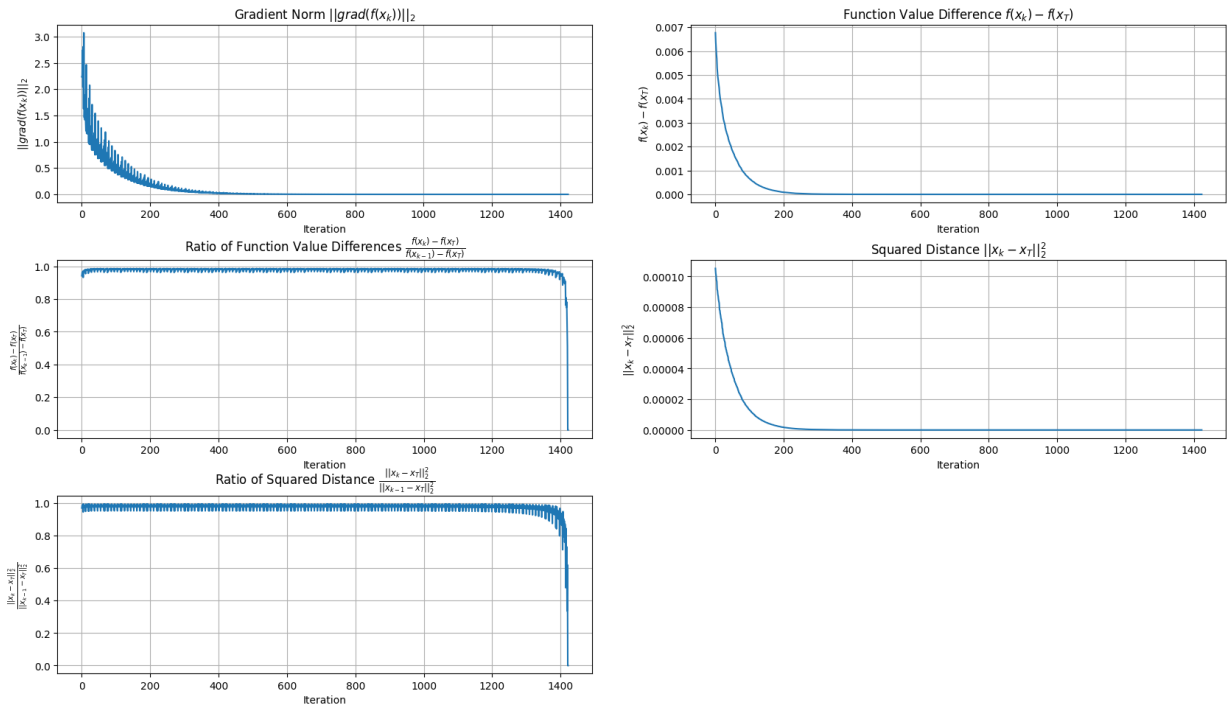 Gradient Norm ||grad(f(x_k))||_2
||grad(f(x_k))||_2
3.0
2.5
2.0
1.5
1.0
0.5
0.0
0 200 400 600 800 1000 1200 1400
Iteration
Function Value Difference f(x_k) − f(x_T)
f(x_k) − f(x_T)
0.007
0.006
0.005
0.004
0.003
0.002
0.001
0.000
0 200 400 600 800 1000 1200 1400
Iteration
Ratio of Function Value Differences \frac{f(x_k) − f(x_T)}{f(x_{k−1}) − f(x_T)}
\frac{f(x_k) − f(x_T)}{f(x_{k−1}) − f(x_T)}
1.0
0.8
0.6
0.4
0.2
0.0
0 200 400 600 800 1000 1200 1400
Iteration
Squared Distance ||x_k − x_T||_2^2
||x_k − x_T||_2^2
0.00010
0.00008
0.00006
0.00004
0.00002
0.00000
0 200 400 600 800 1000 1200 1400
Iteration
Ratio of Squared Distance \frac{||x_k − x_T||_2^2}{||x_{k−1} − x_T||_2^2}
\frac{||x_k − x_T||_2^2}{||x_{k−1} − x_T||_2^2}
1.0
0.8
0.6
0.4
0.2
0.0
0 200 400 600 800 1000 1200 1400
Iteration